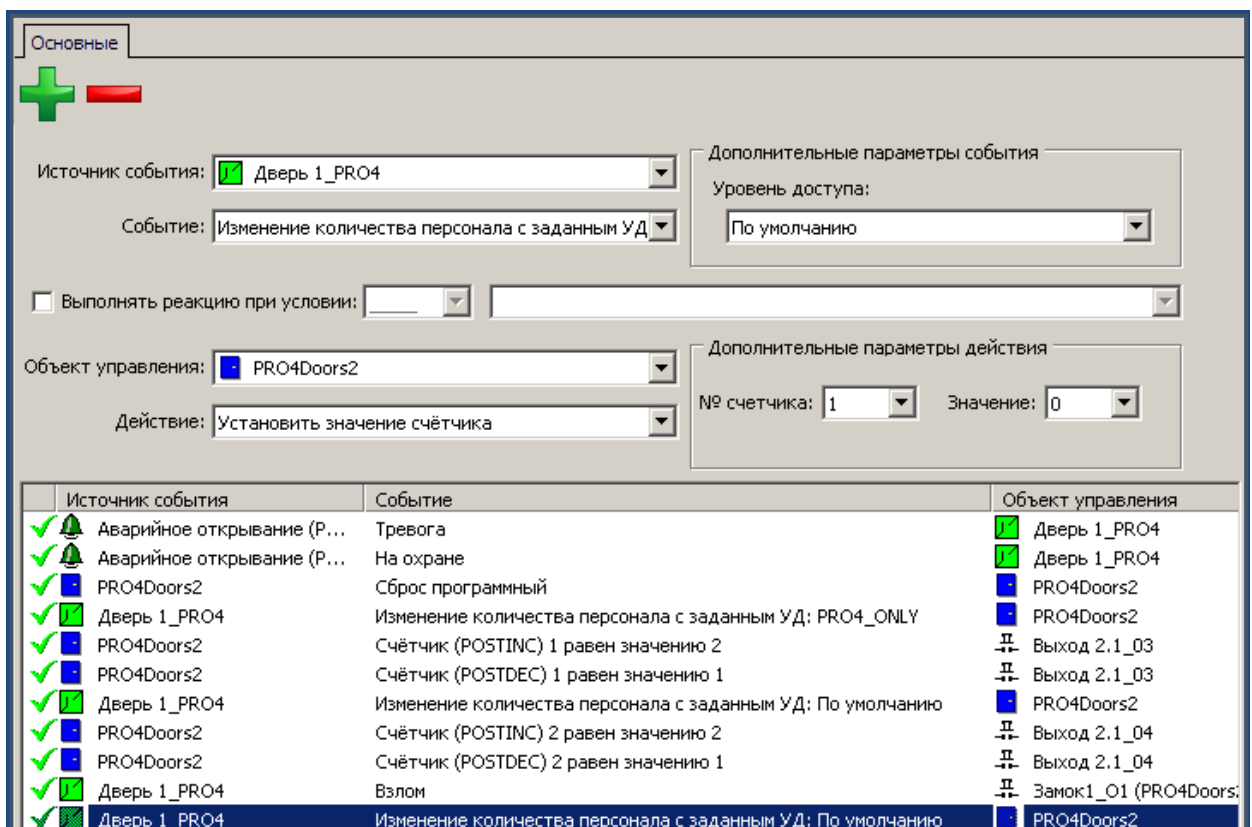 Основные
Дополнительные параметры события
Источник события: Дверь 1_PRO4
Уровень доступа:
Событие: Изменение количества персонала с заданным УД
По умолчанию
Выполнять реакцию при условии:
Дополнительные параметры действия
Объект управления: PRO4Doors2
№ счетчика: 1 Значение: 0
Действие: Установить значение счётчика
Источник события Событие Объект управления
Аварийное открывание (P... Тревога Дверь 1_PRO4
Аварийное открывание (P... На охране Дверь 1_PRO4
PRO4Doors2 Сброс программный PRO4Doors2
Дверь 1_PRO4 Изменение количества персонала с заданным УД: PRO4_ONLY PRO4Doors2
PRO4Doors2 Счётчик (POSTINC) 1 равен значению 2 Выход 2.1_03
PRO4Doors2 Счётчик (POSTDEC) 1 равен значению 1 Выход 2.1_03
Дверь 1_PRO4 Изменение количества персонала с заданным УД: По умолчанию PRO4Doors2
PRO4Doors2 Счётчик (POSTINC) 2 равен значению 2 Выход 2.1_04
PRO4Doors2 Счётчик (POSTDEC) 2 равен значению 1 Выход 2.1_04
Дверь 1_PRO4 Взлом Замок1_O1 (PRO4Doors
Дверь 1_PRO4 Изменение количества персонала с заданным УД: По умолчанию PRO4Doors2